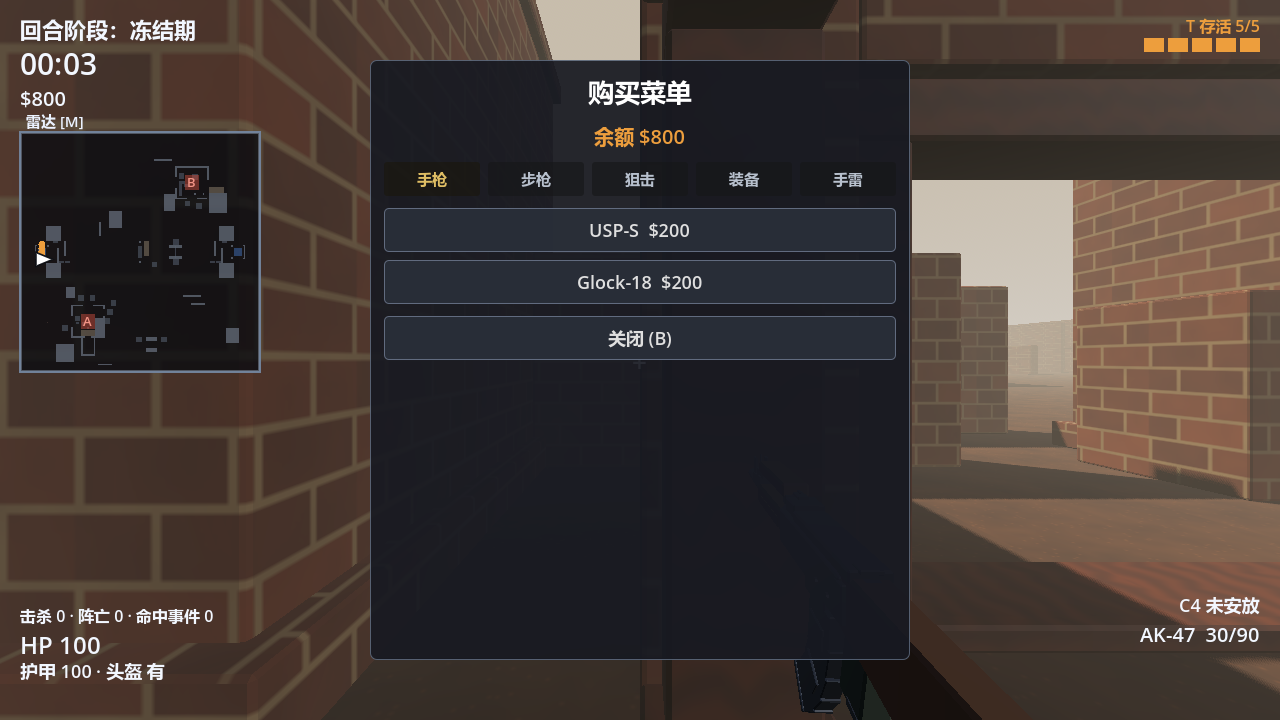 回合阶段：冻结期
00:03
$800
雷达 [M]
B
A
T 存活 5/5
购买菜单
余额 $800
手枪 步枪 狙击 装备 手雷
USP-S $200
Glock-18 $200
关闭 (B)
击杀 0 · 阵亡 0 · 命中事件 0
HP 100
护甲 100 · 头盔 有
C4 未安放
AK-47 30/90